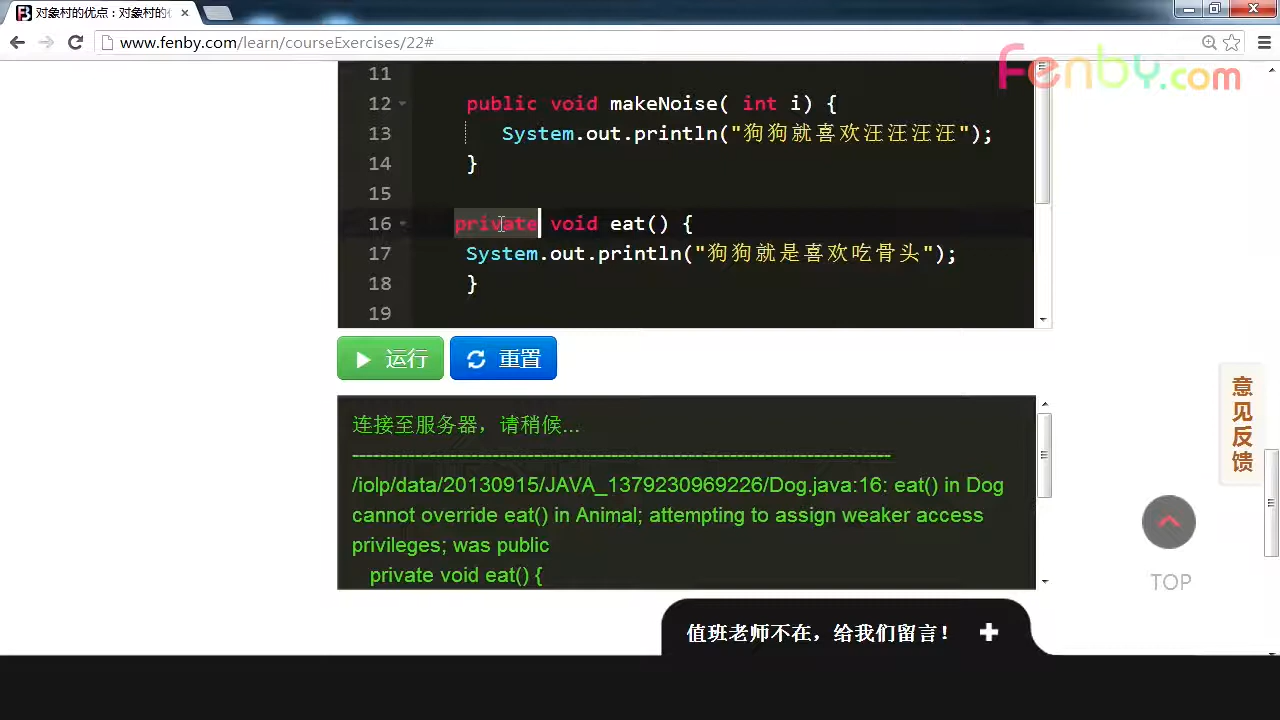 对象村的优点：对象村的
www.fenby.com/learn/courseExercises/22#
Fenby.com
11
12 public void makeNoise( int i) {
13 System.out.println("狗狗就喜欢汪汪汪汪");
14 }
15
16 private void eat() {
17 System.out.println("狗狗就是喜欢吃骨头");
18 }
19
运行 重置
连接至服务器，请稍候...
/iolp/data/20130915/JAVA_1379230969226/Dog.java:16: eat() in Dog
cannot override eat() in Animal; attempting to assign weaker access
privileges; was public
private void eat() {
意见反馈
TOP
值班老师不在，给我们留言！